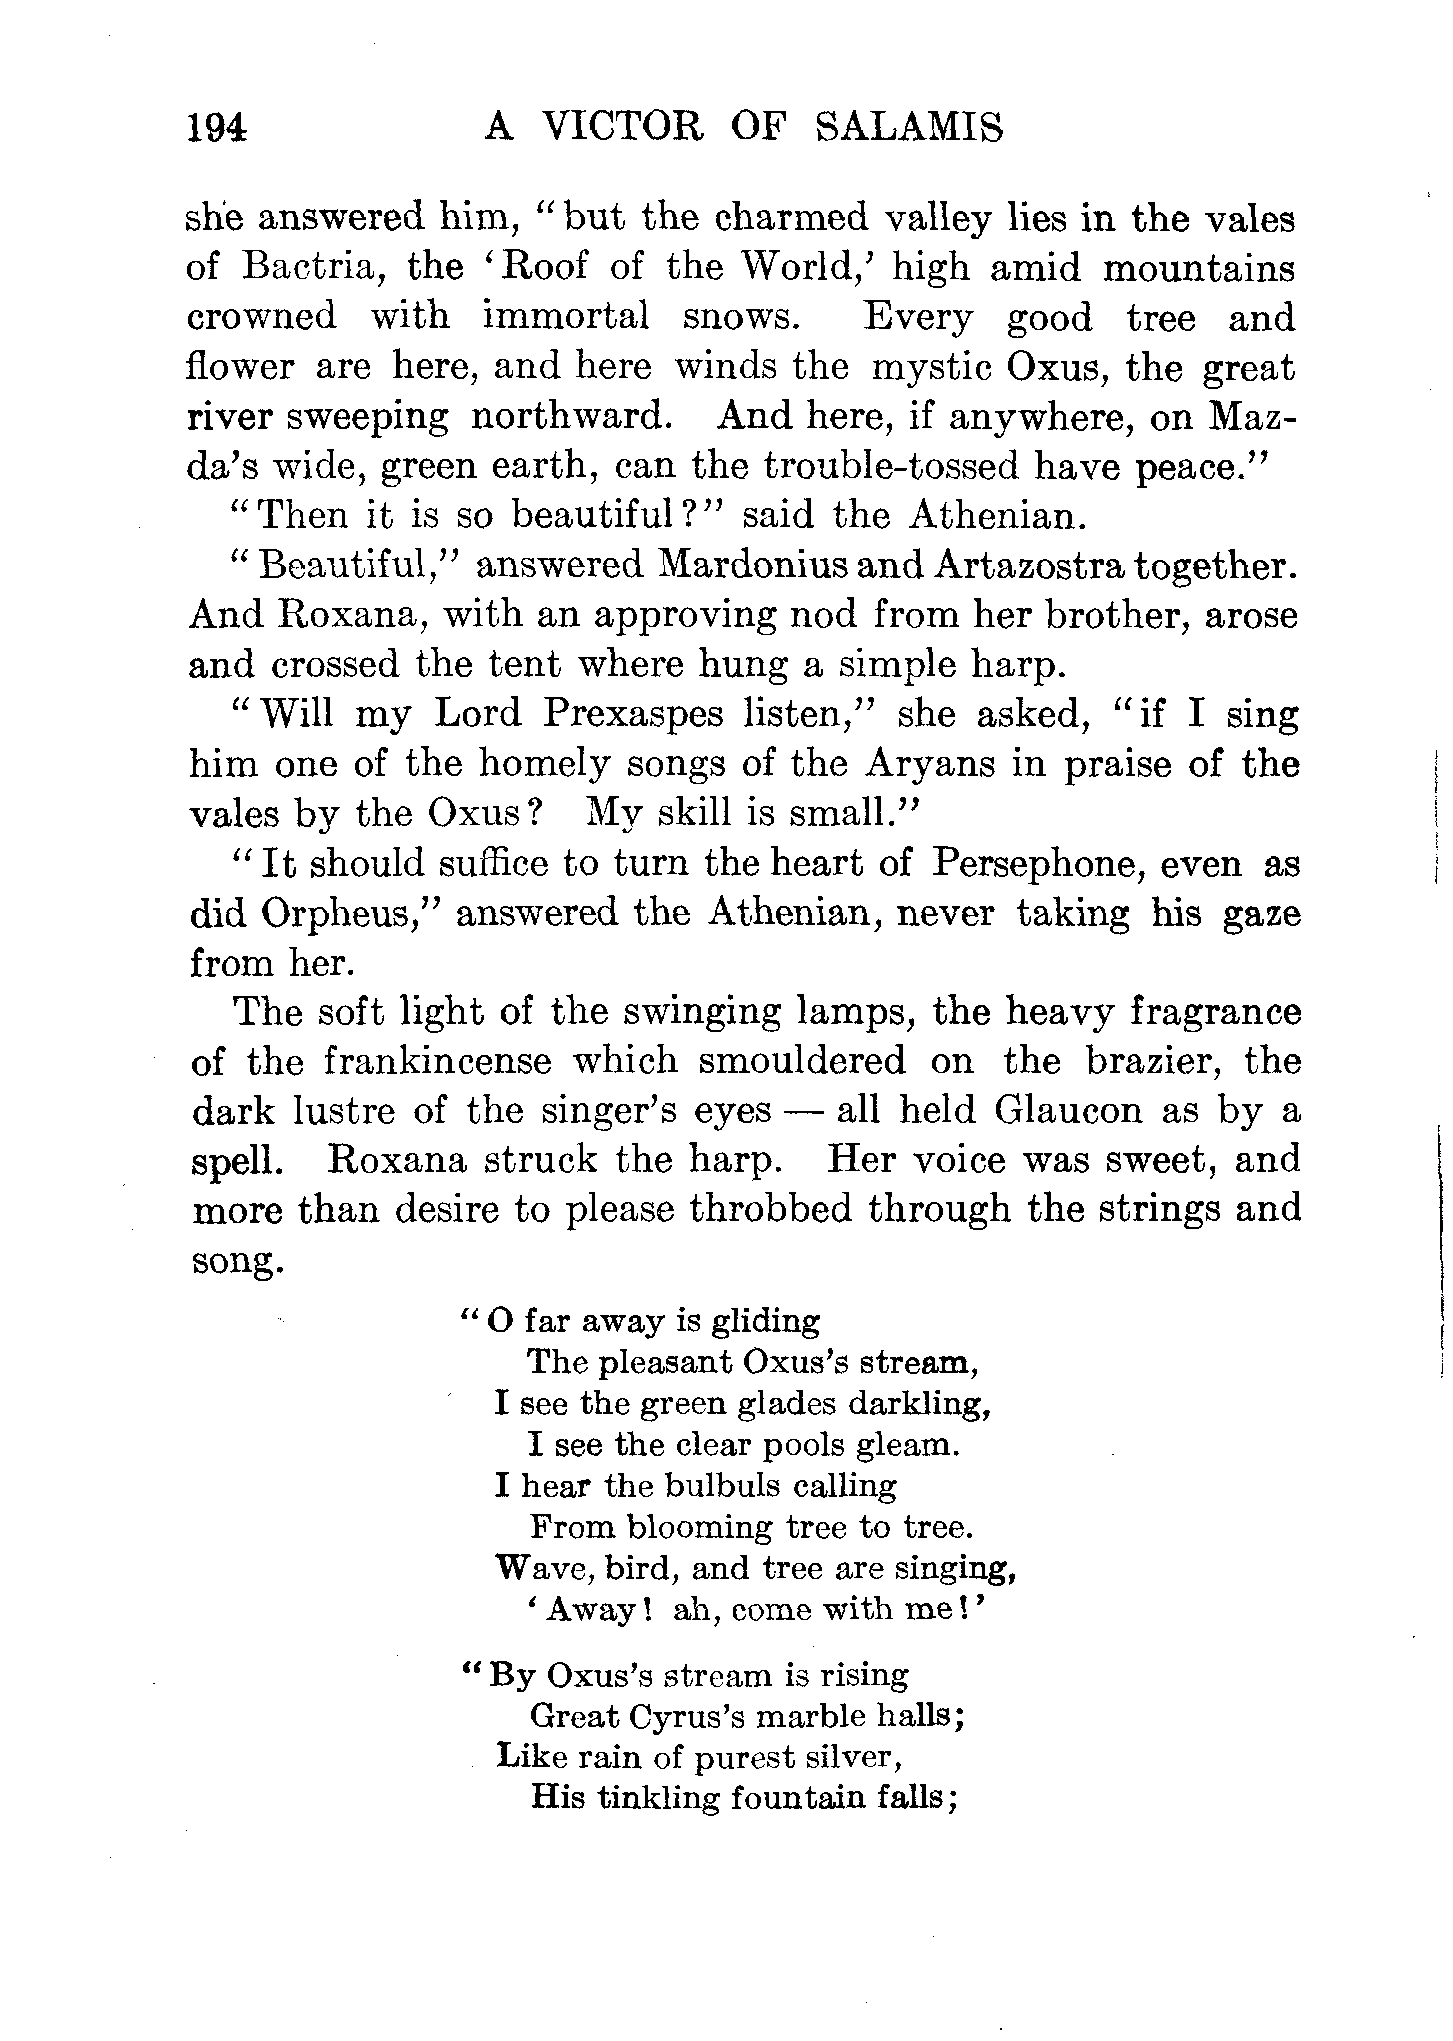 194 A VICTOR OF SALAMIS
she answered him, "but the charmed valley lies in the vales
of Bactria, the 'Roof of the World,' high amid mountains
crowned with immortal snows. Every good tree and
flower are here, and here winds the mystic Oxus, the great
river sweeping northward. And here, if anywhere, on Maz-
da's wide, green earth, can the trouble-tossed have peace."
"Then it is so beautiful?" said the Athenian.
"Beautiful," answered Mardonius and Artazostra together.
And Roxana, with an approving nod from her brother, arose
and crossed the tent where hung a simple harp.
"Will my Lord Prexaspes listen," she asked, "if I sing
him one of the homely songs of the Aryans in praise of the
vales by the Oxus? My skill is small."
"It should suffice to turn the heart of Persephone, even as
did Orpheus," answered the Athenian, never taking his gaze
from her.
The soft light of the swinging lamps, the heavy fragrance
of the frankincense which smouldered on the brazier, the
dark lustre of the singer's eyes — all held Glaucon as by a
spell. Roxana struck the harp. Her voice was sweet, and
more than desire to please throbbed through the strings and
song.
"O far away is gliding
The pleasant Oxus's stream,
I see the green glades darkling,
I see the clear pools gleam.
I hear the bulbuls calling
From blooming tree to tree.
Wave, bird, and tree are singing,
'Away! ah, come with me!'
"By Oxus's stream is rising
Great Cyrus's marble halls;
Like rain of purest silver,
His tinkling fountain falls;